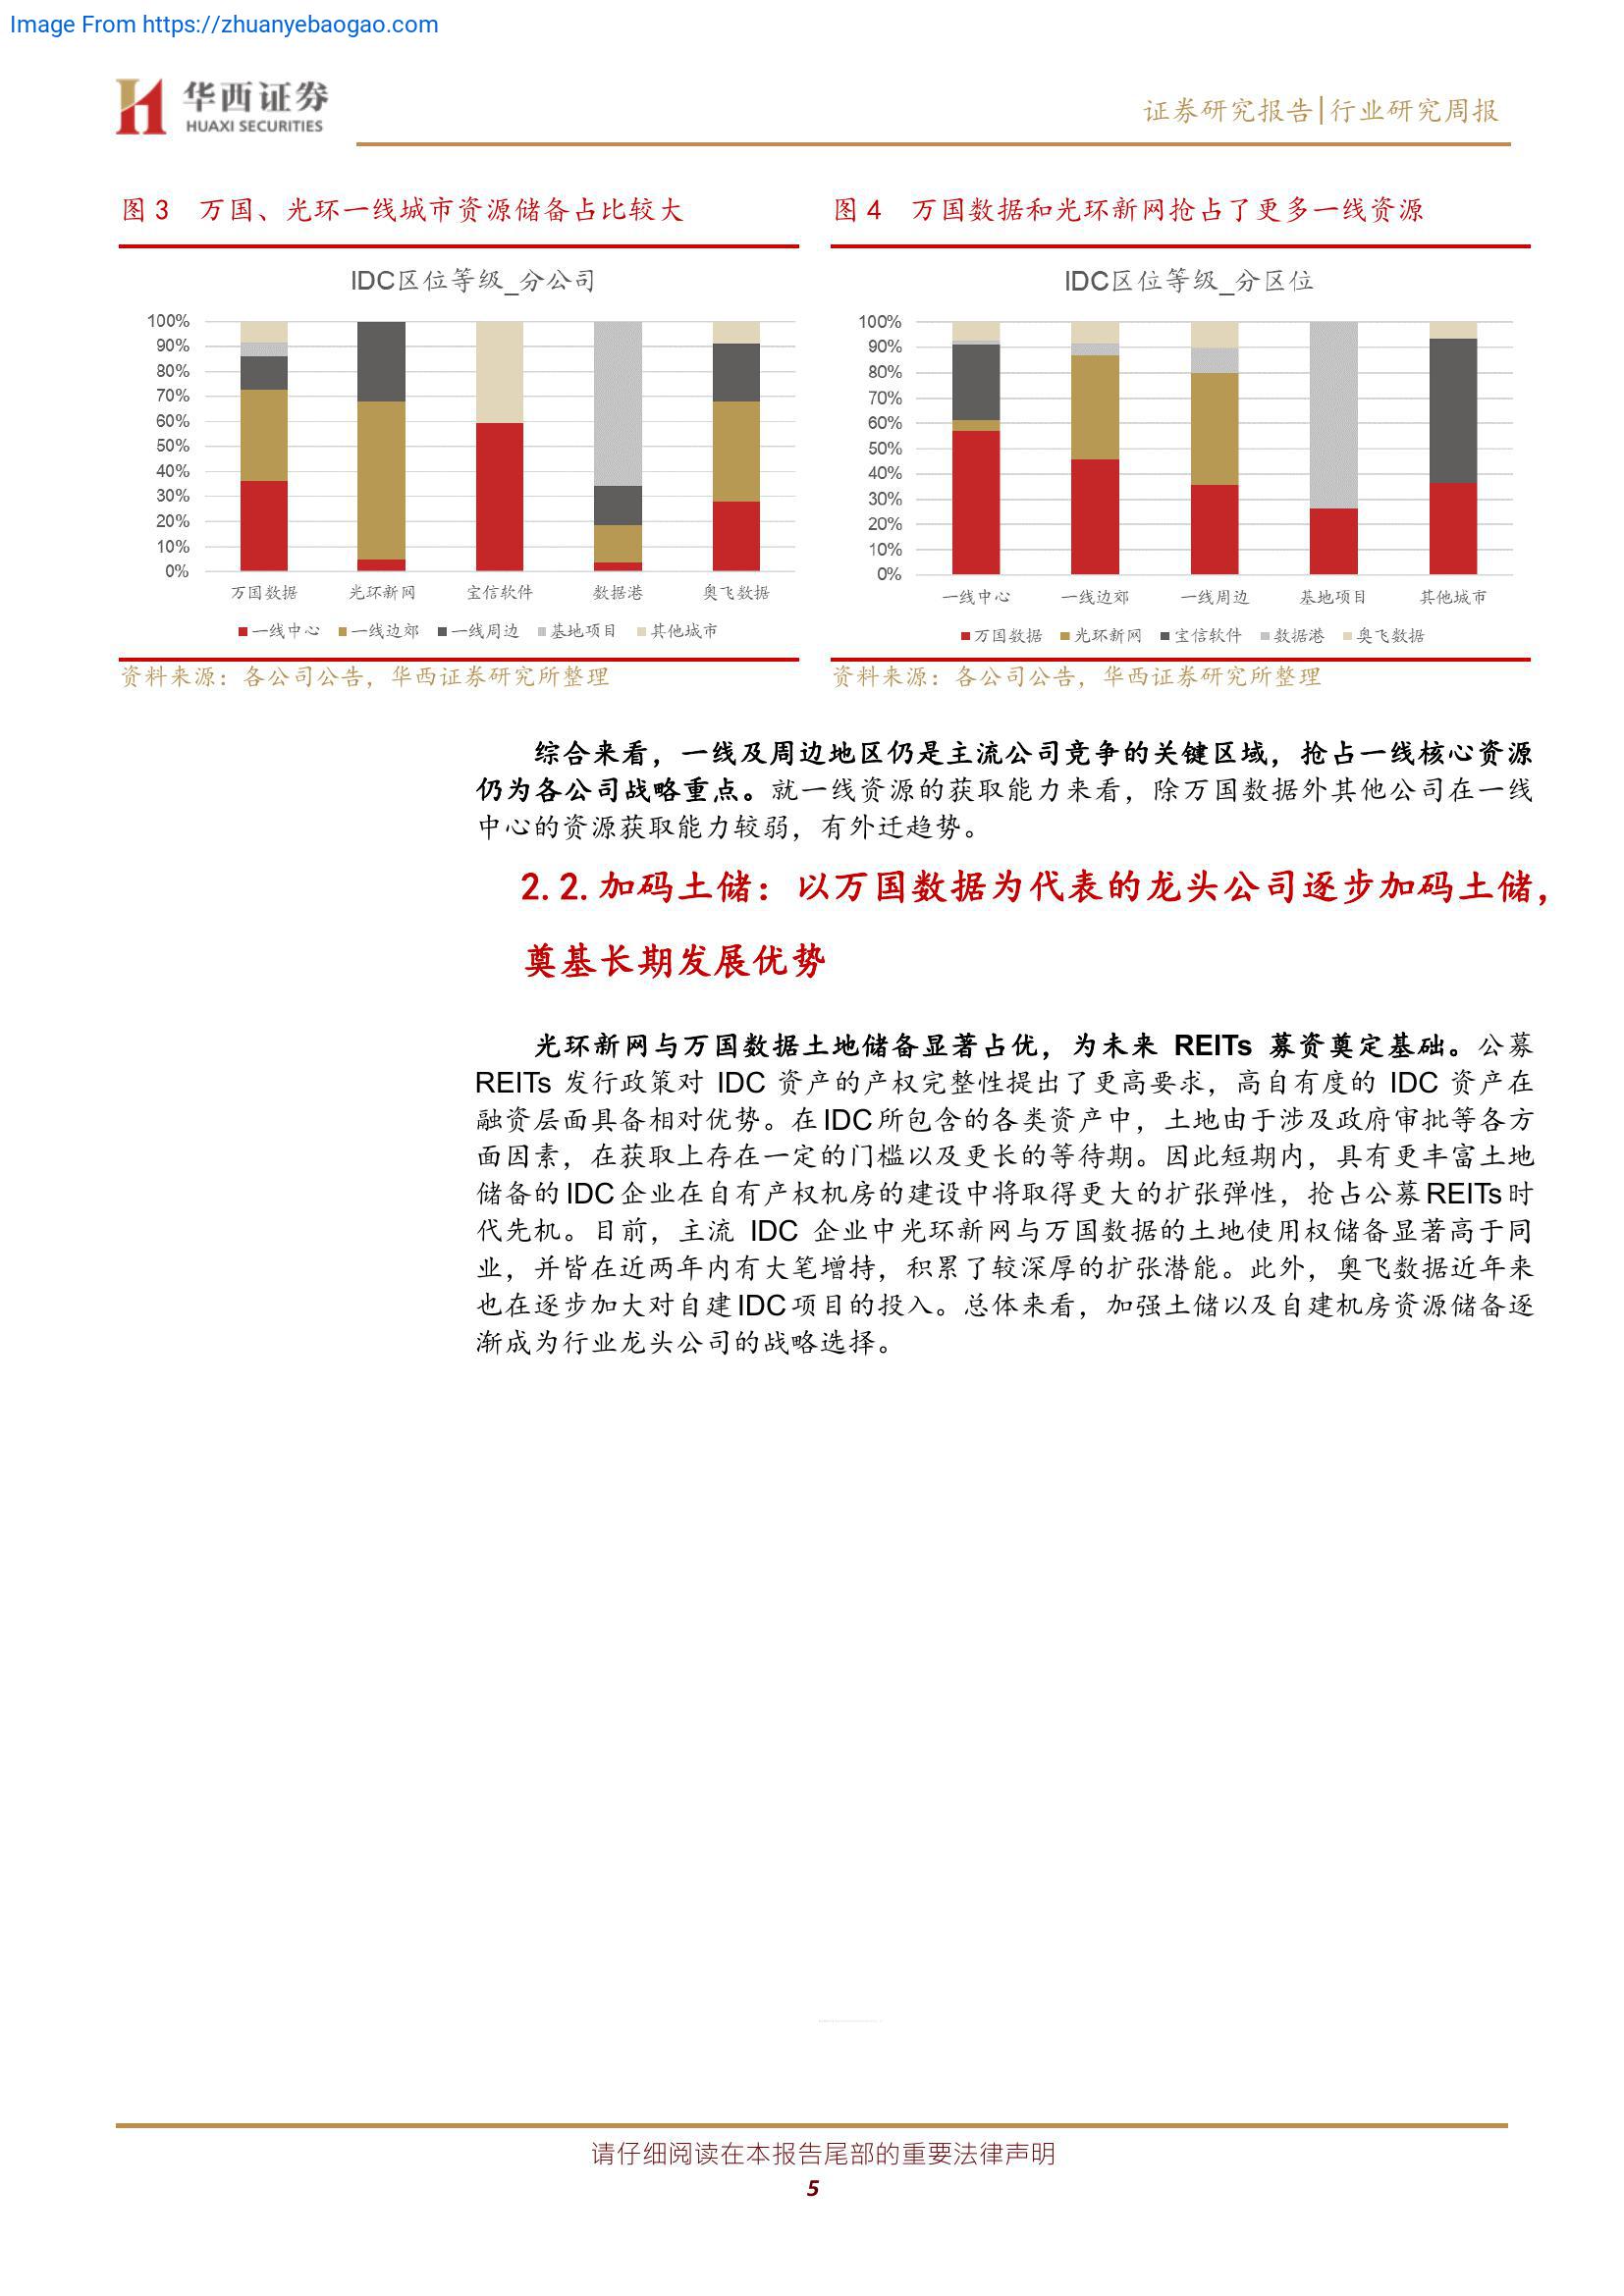 Image From https://zhuanyebaogao.com
华西证券
HUAXI SECURITIES
证券研究报告|行业研究周报
图 3 万国、光环一线城市资源储备占比较大
IDC区位等级_分公司
100%
90%
80%
70%
60%
50%
40%
30%
20%
10%
0%
万国数据 光环新网 宝信软件 数据港 奥飞数据
一线中心 一线边郊 一线周边 基地项目 其他城市
资料来源：各公司公告，华西证券研究所整理
图 4 万国数据和光环新网抢占了更多一线资源
IDC区位等级_分区位
100%
90%
80%
70%
60%
50%
40%
30%
20%
10%
0%
一线中心 一线边郊 一线周边 基地项目 其他城市
万国数据 光环新网 宝信软件 数据港 奥飞数据
资料来源：各公司公告，华西证券研究所整理
综合来看，一线及周边地区仍是主流公司竞争的关键区域，抢占一线核心资源
仍为各公司战略重点。就一线资源的获取能力来看，除万国数据外其他公司在一线
中心的资源获取能力较弱，有外迁趋势。
2.2.加码土储：以万国数据为代表的龙头公司逐步加码土储，
奠基长期发展优势
光环新网与万国数据土地储备显著占优，为未来 REITs 募资奠定基础。公募
REITs 发行政策对 IDC 资产的产权完整性提出了更高要求，高自有度的 IDC 资产在
融资层面具备相对优势。在IDC所包含的各类资产中，土地由于涉及政府审批等各方
面因素，在获取上存在一定的门槛以及更长的等待期。因此短期内，具有更丰富土地
储备的IDC企业在自有产权机房的建设中将取得更大的扩张弹性，抢占公募REITs时
代先机。目前，主流 IDC 企业中光环新网与万国数据的土地使用权储备显著高于同
业，并皆在近两年内有大笔增持，积累了较深厚的扩张潜能。此外，奥飞数据近年来
也在逐步加大对自建IDC项目的投入。总体来看，加强土储以及自建机房资源储备逐
渐成为行业龙头公司的战略选择。
请仔细阅读在本报告尾部的重要法律声明
5